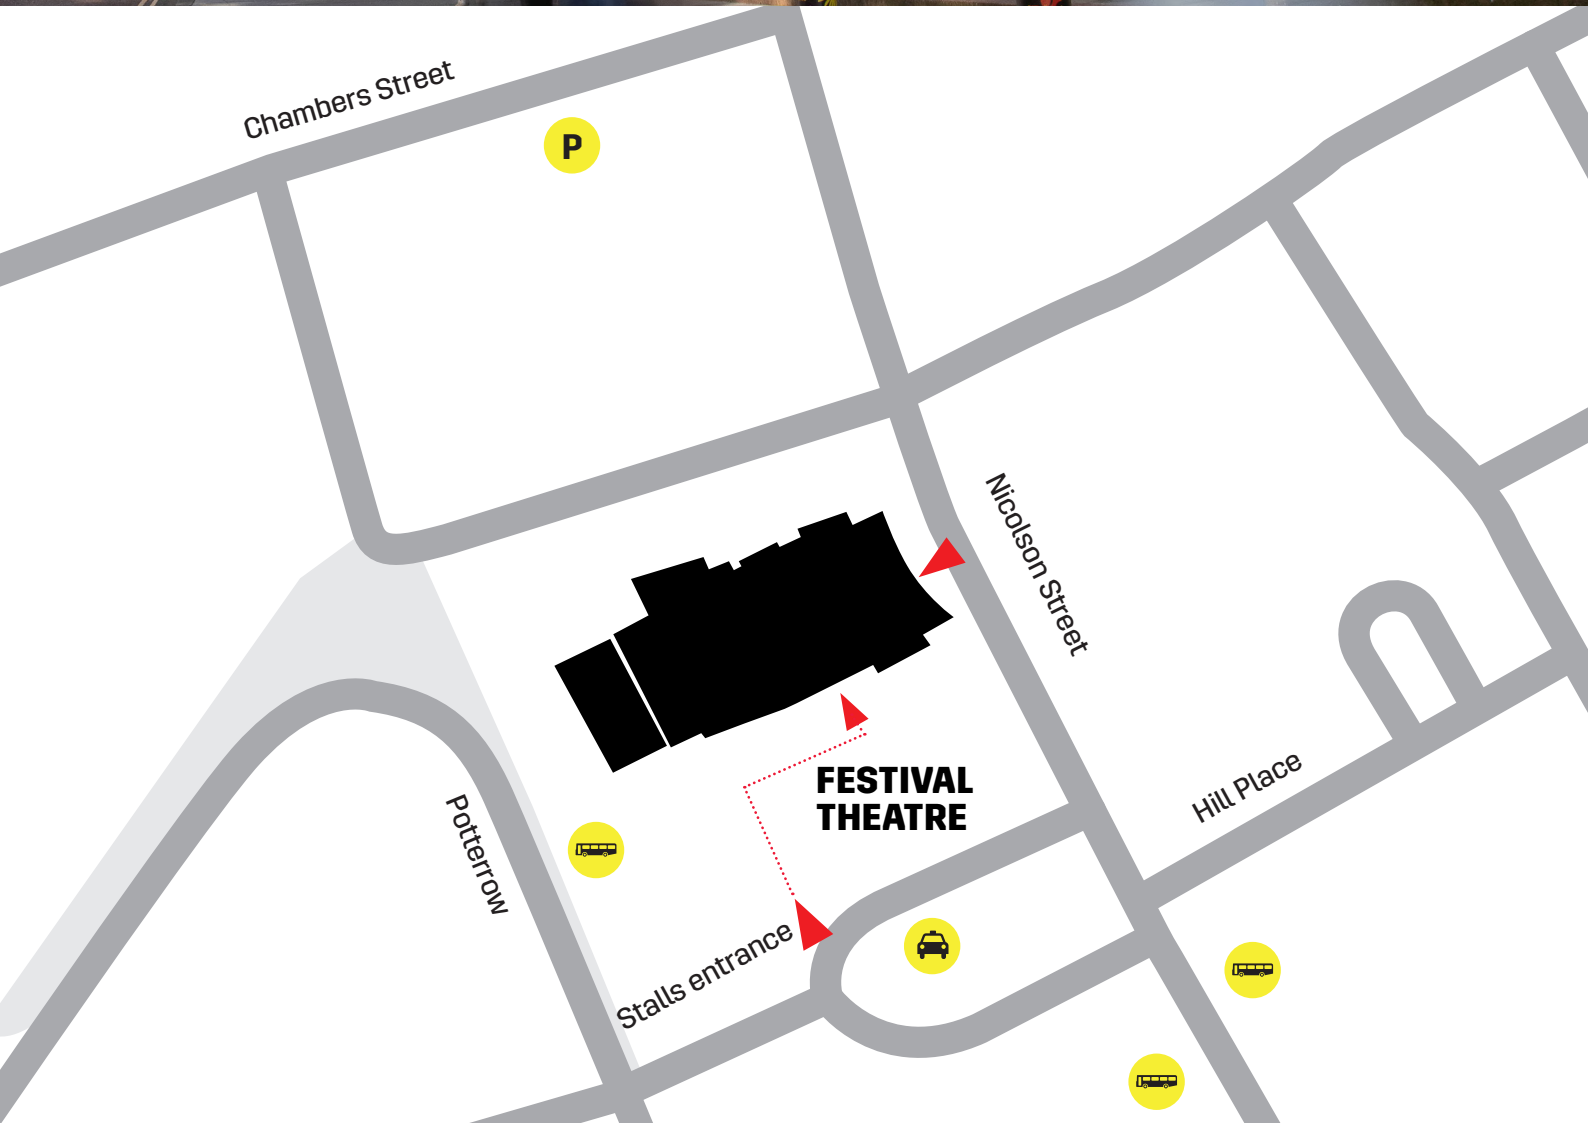 Chambers Street
P
Nicolson Street
FESTIVAL
THEATRE
Hill Place
Potterrow
Stalls entrance